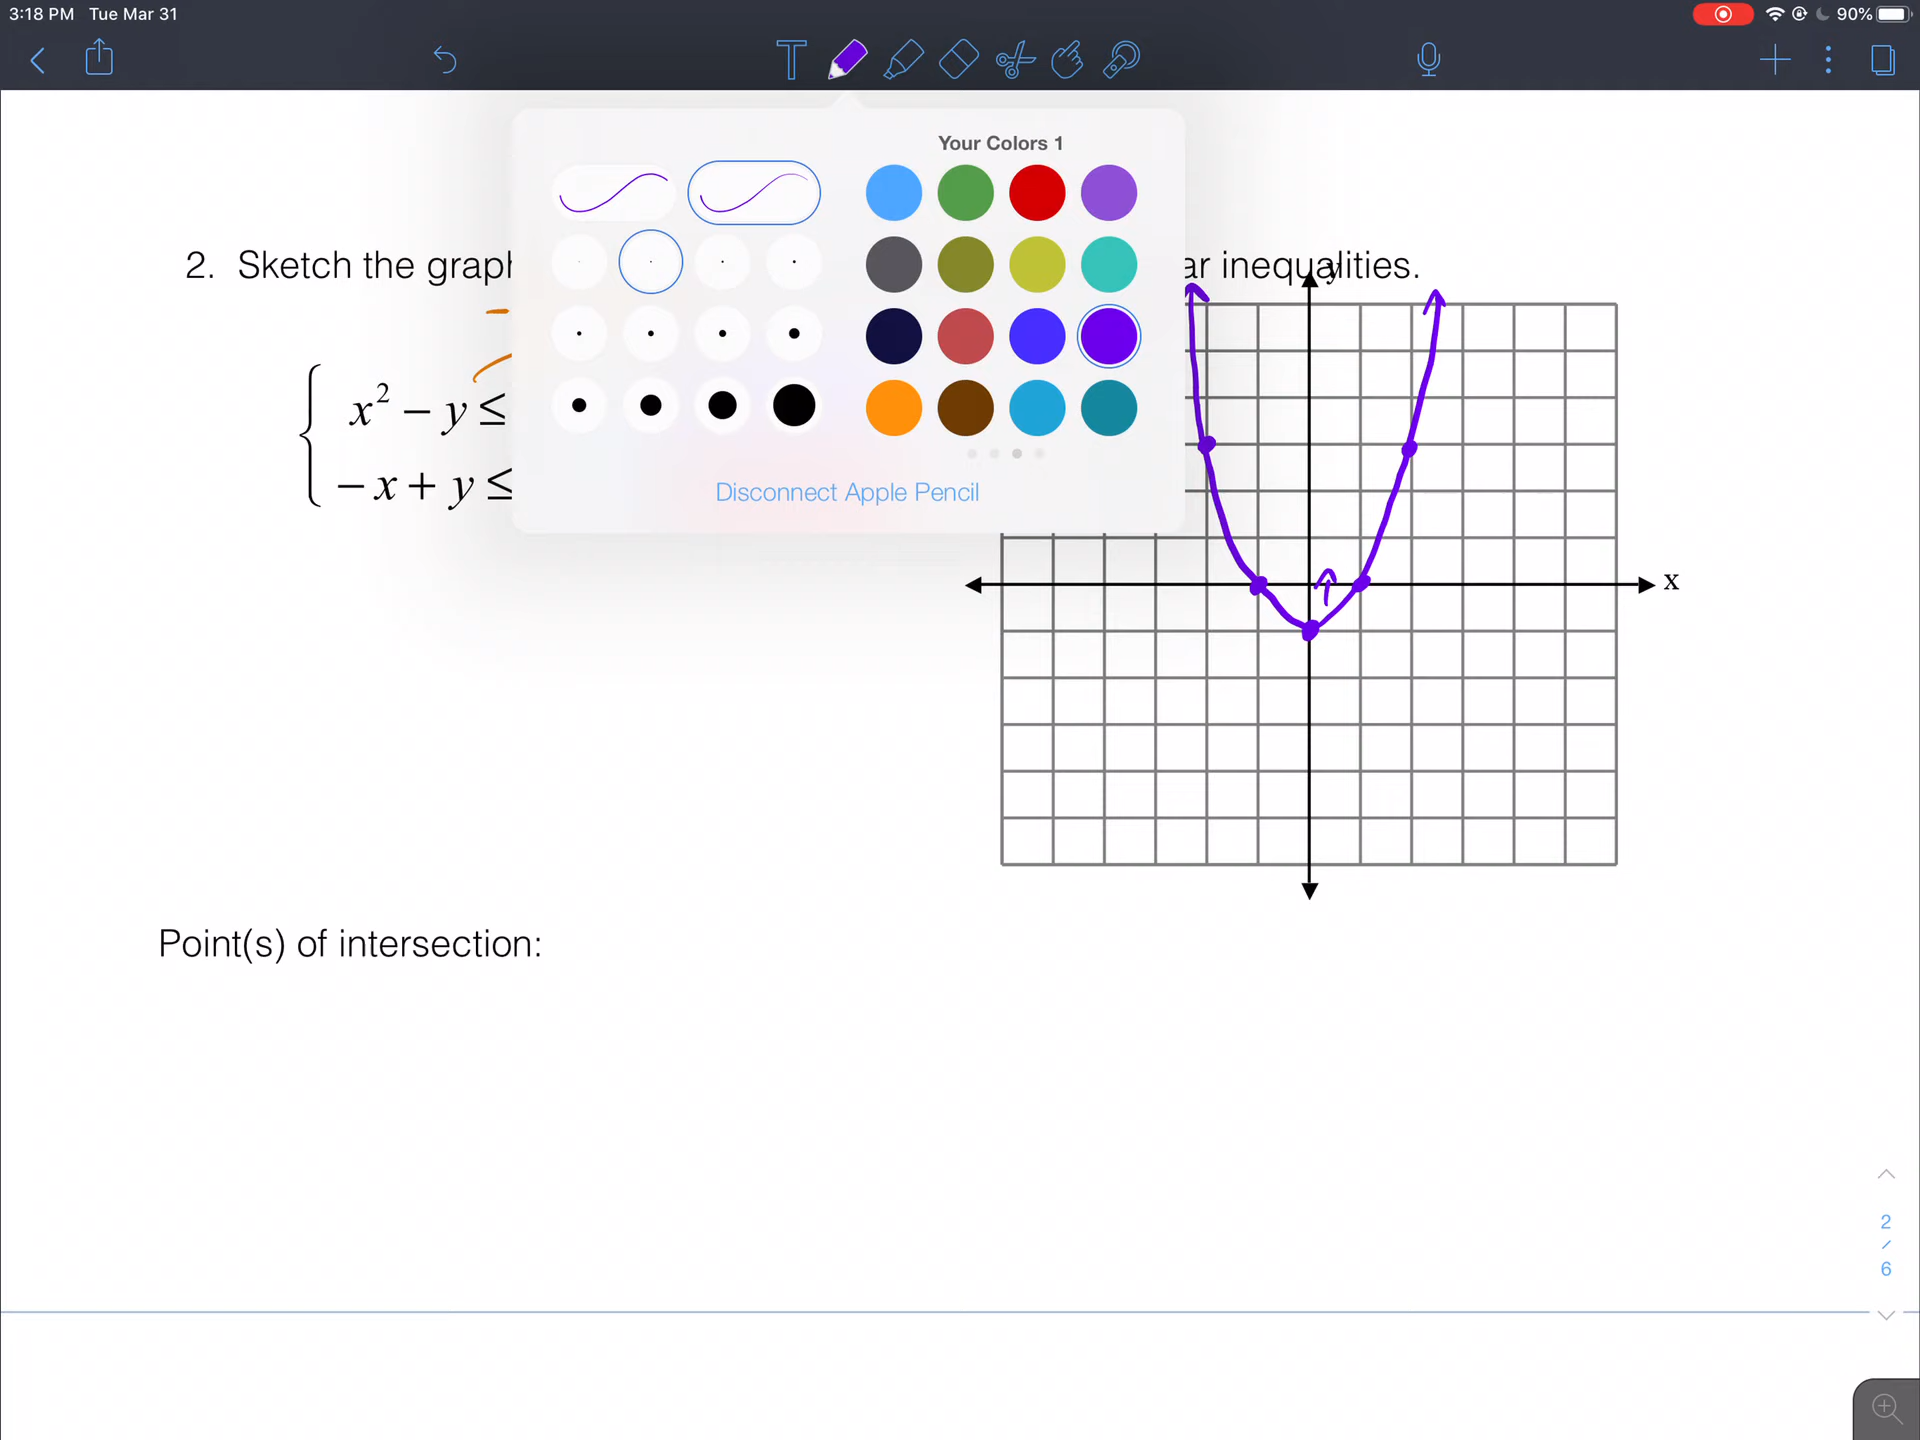 3:18 PM Tue Mar 31
90%
Your Colors 1
2. Sketch the graph
ar inequalities.
y
x² − y ≤
− x + y ≤
Disconnect Apple Pencil
x
Point(s) of intersection:
2
/
6